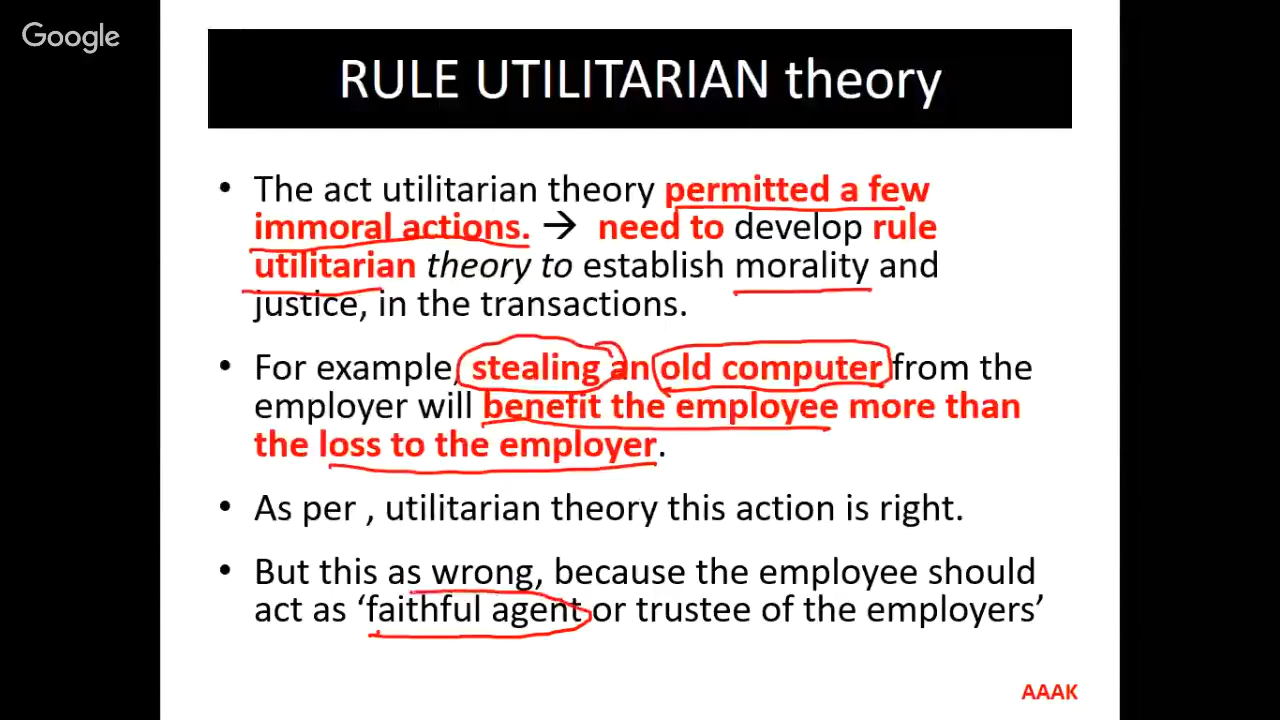 Google
RULE UTILITARIAN theory
• The act utilitarian theory permitted a few
immoral actions. → need to develop rule
utilitarian theory to establish morality and
justice, in the transactions.
• For example, stealing an old computer from the
employer will benefit the employee more than
the loss to the employer.
• As per , utilitarian theory this action is right.
• But this as wrong, because the employee should
act as ‘faithful agent or trustee of the employers’
AAAK